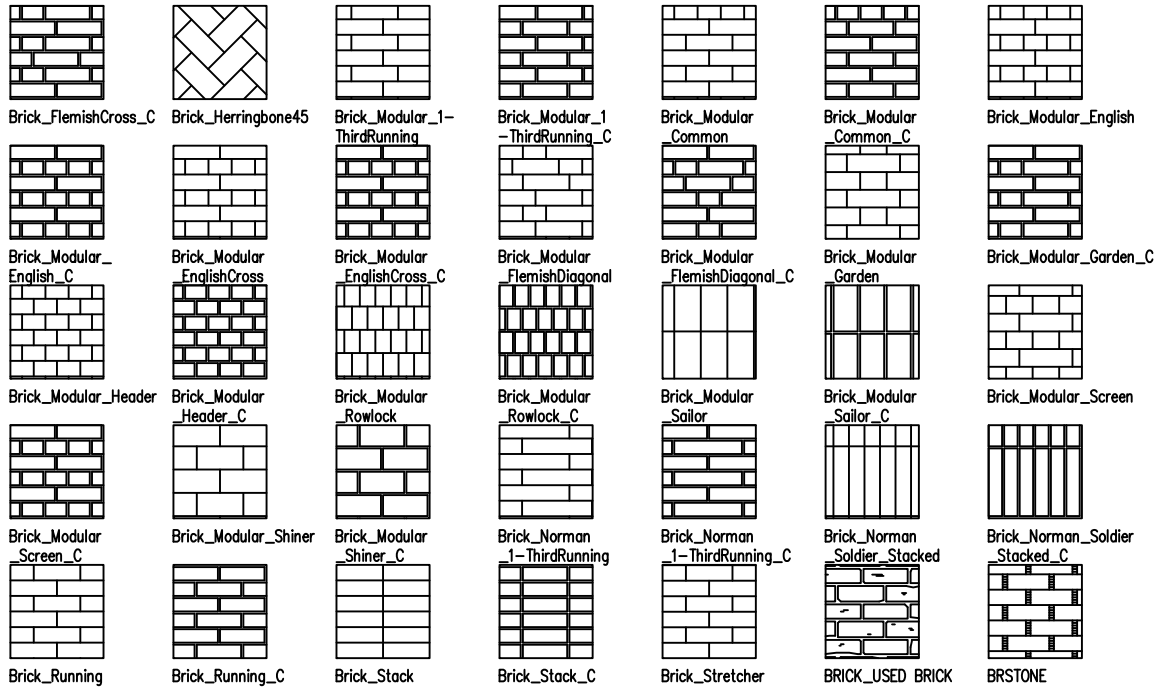 Brick_FlemishCross_C Brick_Herringbone45 Brick_Modular_1- Brick_Modular_1 Brick_Modular Brick_Modular Brick_Modular_English
ThirdRunning -ThirdRunning_C _Common _Common_C
Brick_Modular_ Brick_Modular Brick_Modular Brick_Modular Brick_Modular Brick_Modular Brick_Modular_Garden_C
English_C _EnglishCross _EnglishCross_C _FlemishDiagonal _FlemishDiagonal_C _Garden
Brick_Modular_Header Brick_Modular Brick_Modular Brick_Modular Brick_Modular Brick_Modular Brick_Modular_Screen
_Header_C _Rowlock _Rowlock_C _Sailor _Sailor_C
Brick_Modular Brick_Modular_Shiner Brick_Modular Brick_Norman Brick_Norman Brick_Norman Brick_Norman_Soldier
_Screen_C _Shiner_C _1-ThirdRunning _1-ThirdRunning_C _Soldier_Stacked _Stacked_C
Brick_Running Brick_Running_C Brick_Stack Brick_Stack_C Brick_Stretcher BRICK_USED BRICK BRSTONE